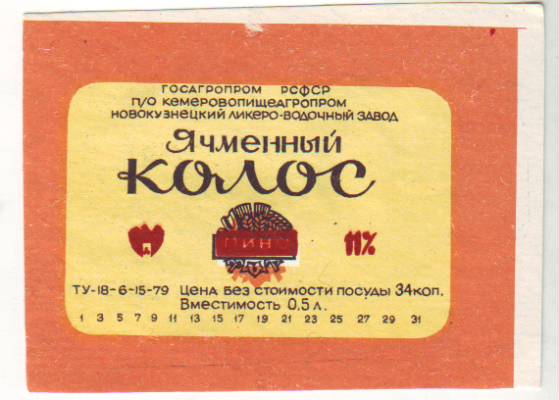 ГОСАГРОПРОМ РСФСР
П/О КЕМЕРОВОПИЩЕАГРОПРОМ
НОВОКУЗНЕЦКИЙ ЛИКЕРО-ВОДОЧНЫЙ ЗАВОД
Ячменный
колос
ПИНО
11%
ТУ-18-6-15-79 Цена без стоимости посуды 34коп.
Вместимость 0,5 л.
1 3 5 7 9 11 13 15 17 19 21 23 25 27 29 31